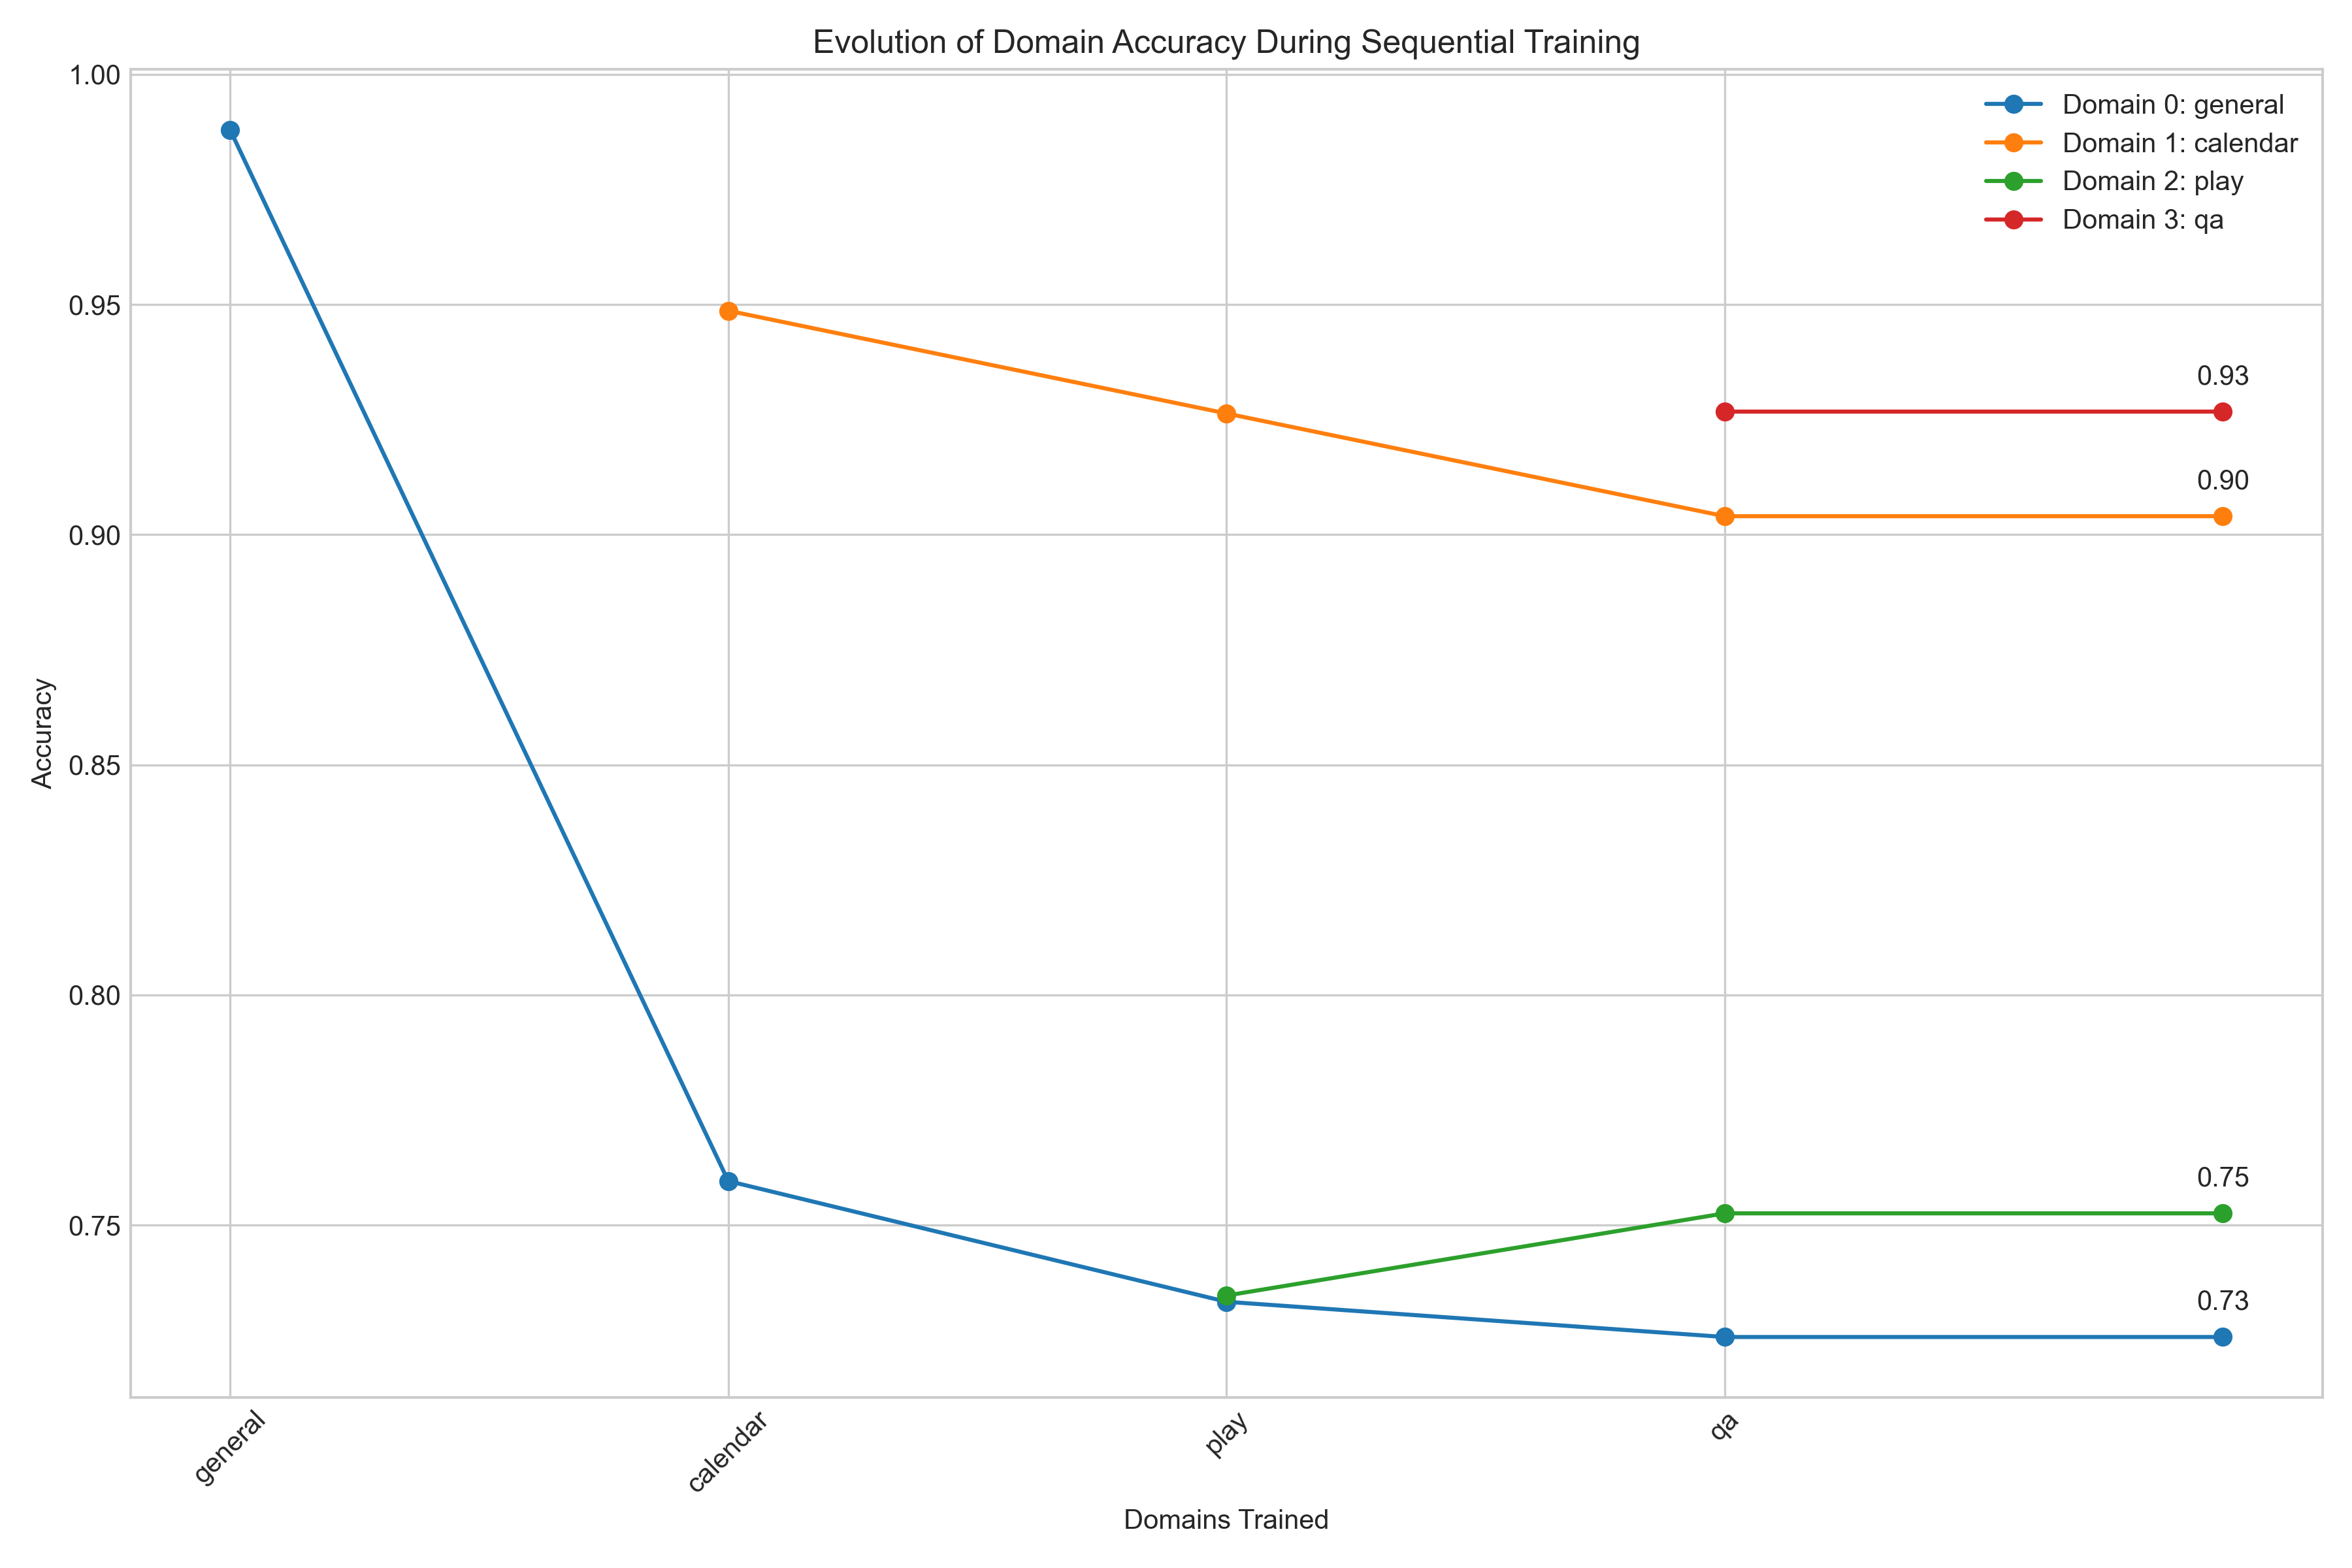 Evolution of Domain Accuracy During Sequential Training
1.00
0.95
0.90
0.85
0.80
0.75
Accuracy
Domain 0: general
Domain 1: calendar
Domain 2: play
Domain 3: qa
0.93
0.90
0.75
0.73
general
calendar
play
qa
Domains Trained